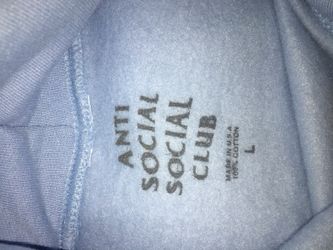 ANTI
SOCIAL
SOCIAL
CLUB
MADE IN U.S.A
100% COTTON
L